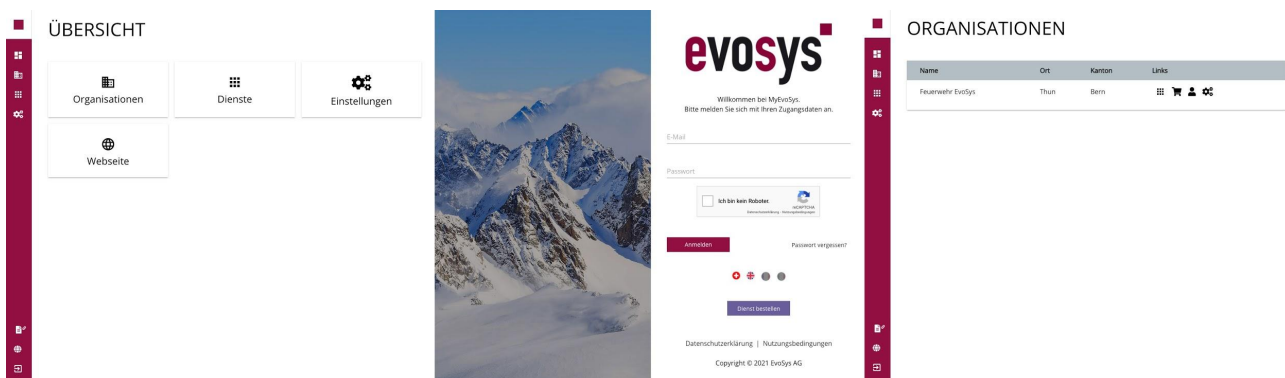 ÜBERSICHT
Organisationen
Dienste
Einstellungen
Webseite
evosys
Willkommen bei MyEvoSys.
Bitte melden Sie sich mit Ihren Zugangsdaten an.
E-Mail
Passwort
Ich bin kein Roboter.
reCAPTCHA
Datenschutzerklärung - Nutzungsbedingungen
Anmelden
Passwort vergessen?
Dienst bestellen
Datenschutzerklärung | Nutzungsbedingungen
Copyright © 2021 EvoSys AG
ORGANISATIONEN
Name Ort Kanton Links
Feuerwehr EvoSys Thun Bern